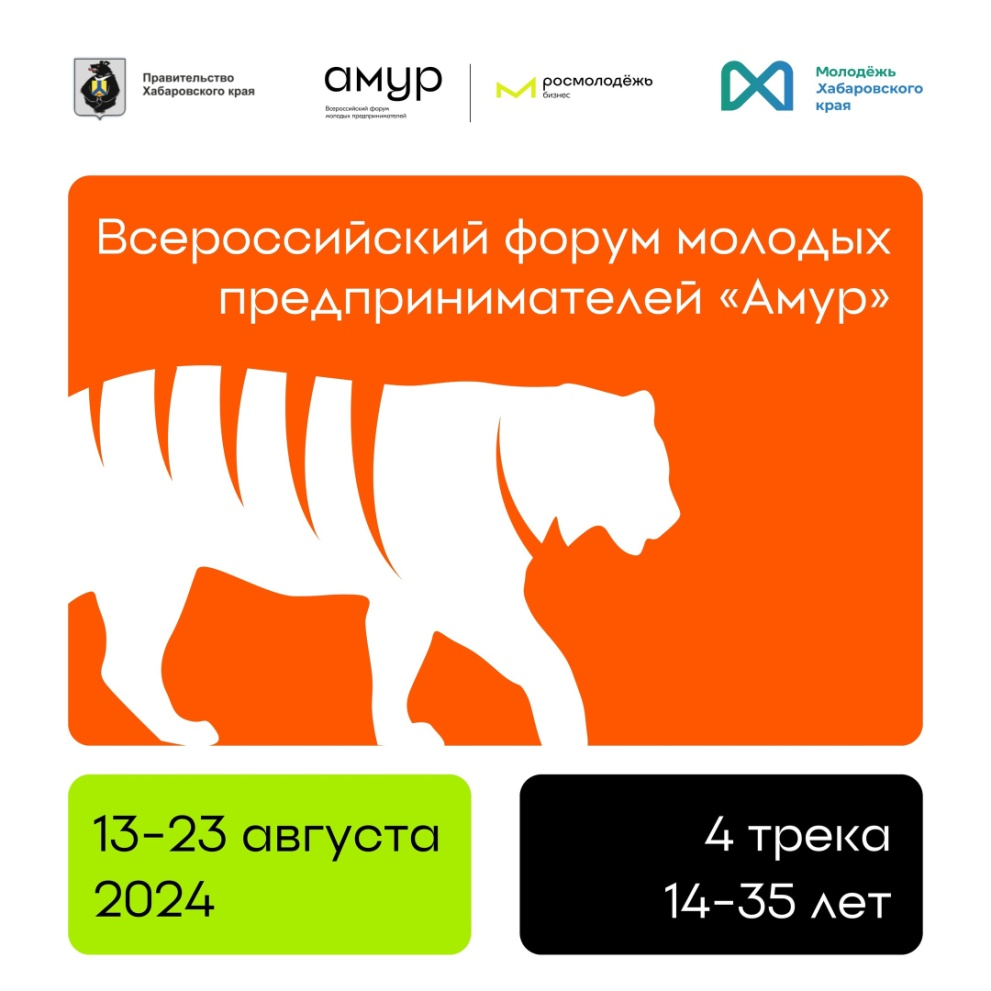 Правительство
Хабаровского края
амур
Всероссийский форум
молодых предпринимателей
росмолодёжь
бизнес
Молодёжь
Хабаровского
края
Всероссийский форум молодых
предпринимателей «Амур»
13-23 августа
2024
4 трека
14-35 лет